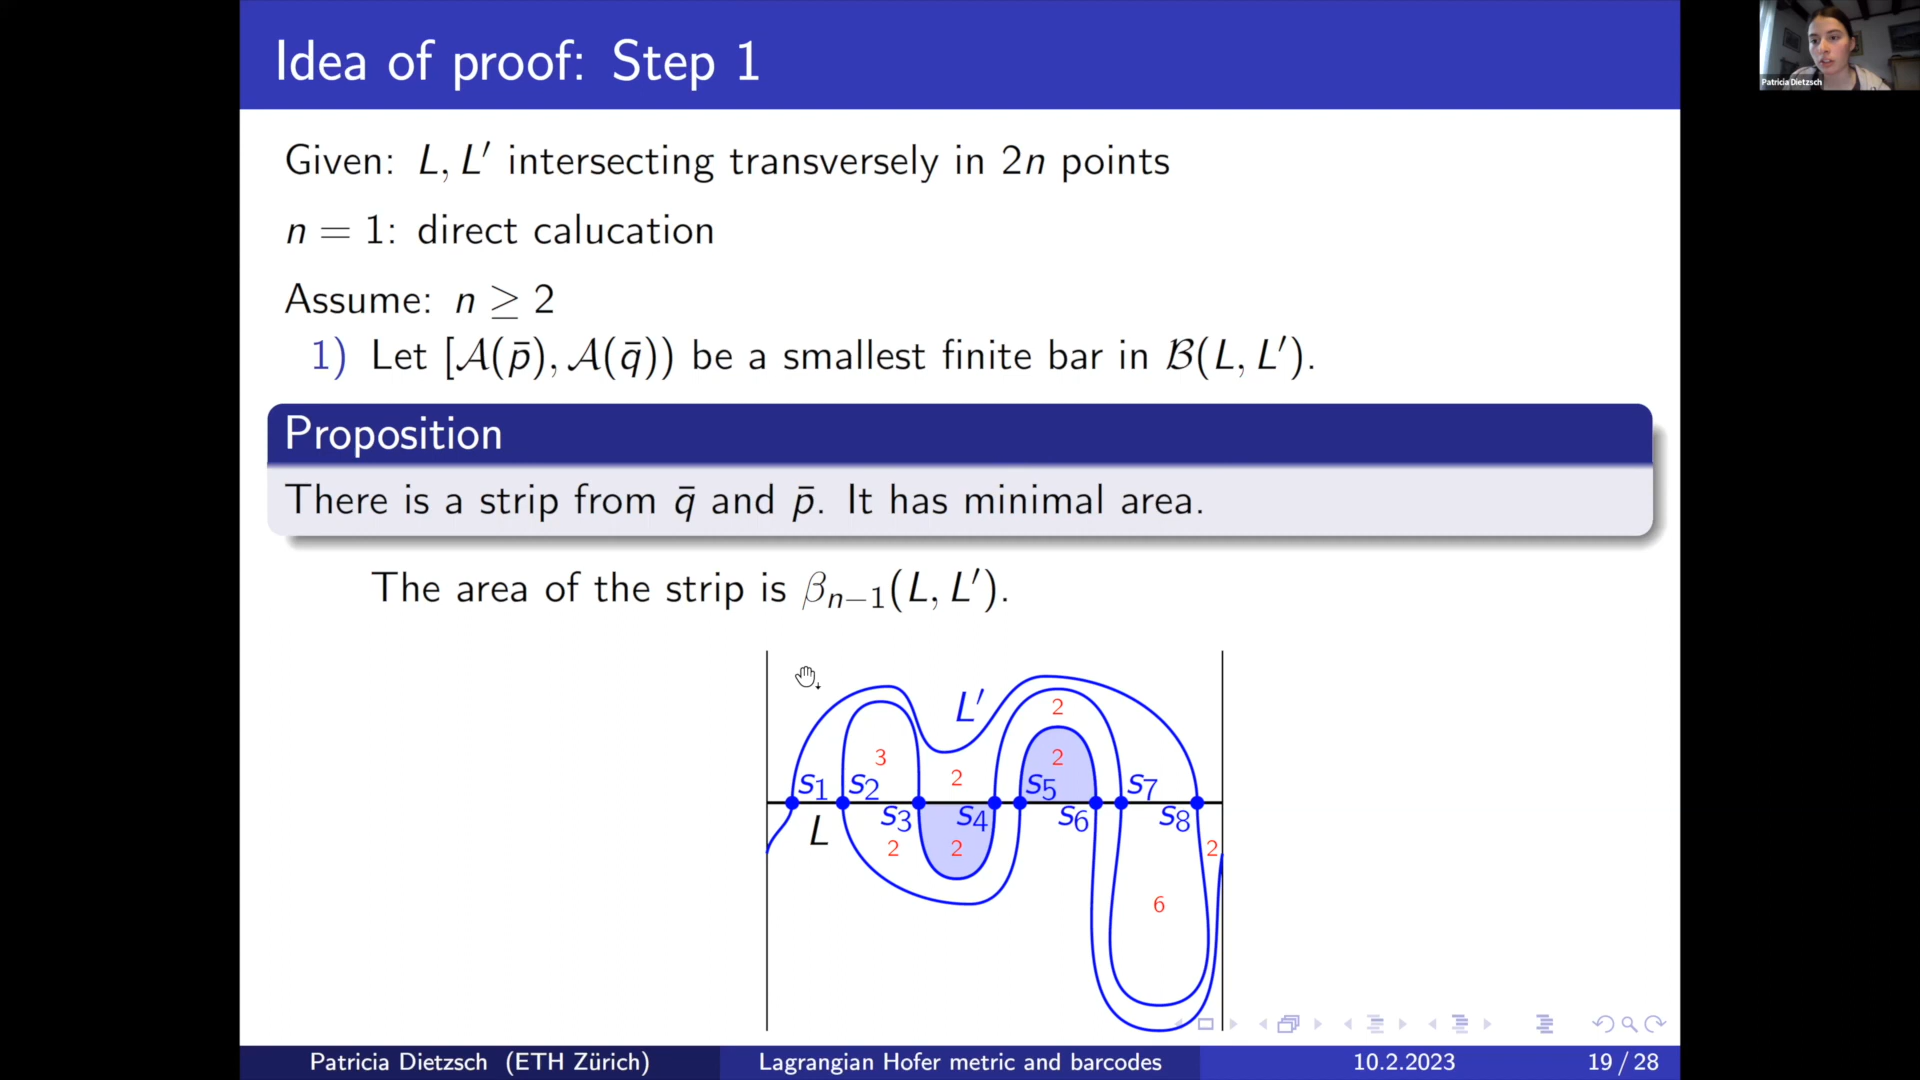 Idea of proof: Step 1
Patricia Dietzsch
Given: L, L′ intersecting transversely in 2n points
n = 1: direct calucation
Assume: n ≥ 2
1) Let [𝒜(p̄), 𝒜(q̄)) be a smallest finite bar in ℬ(L, L′).
Proposition
There is a strip from q̄ and p̄. It has minimal area.
The area of the strip is βₙ₋₁(L, L′).
L′ 2
3 2 2
s₁ s₂ s₅ s₇
s₃ s₄ s₆ s₈
L 2 2 2
6
Patricia Dietzsch (ETH Zürich) Lagrangian Hofer metric and barcodes 10.2.2023 19 / 28